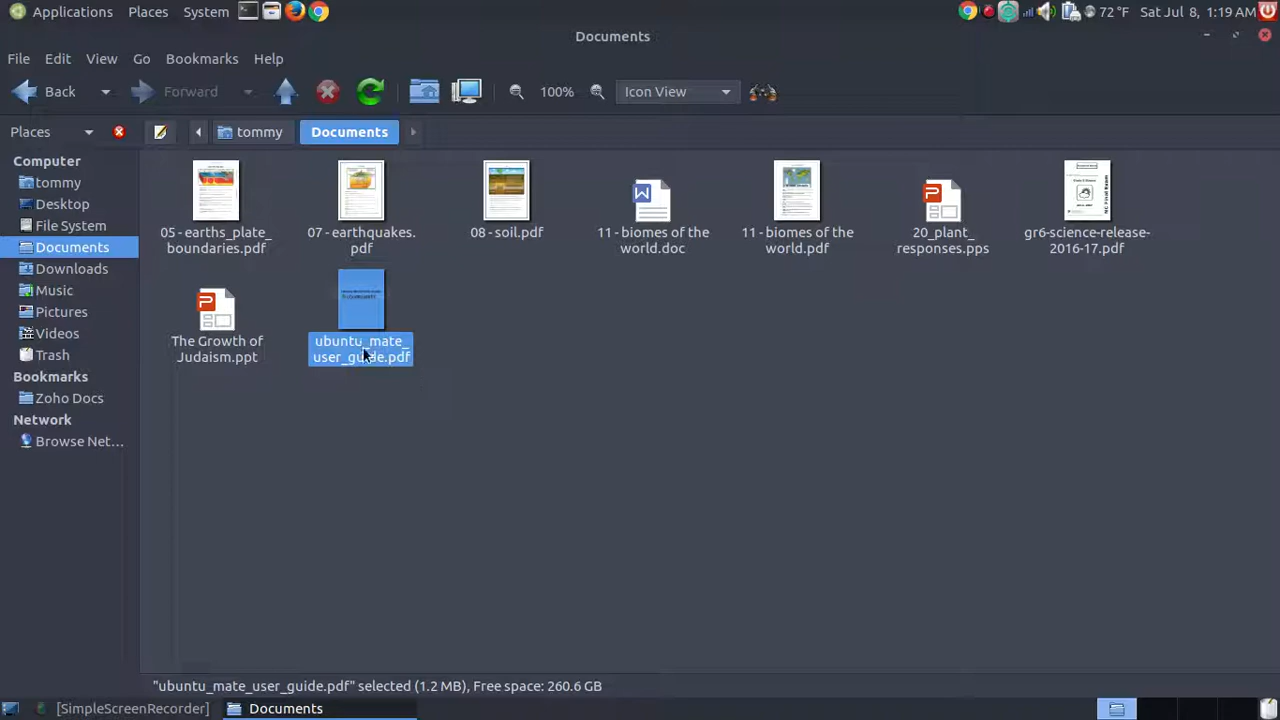 Applications Places System 72 °F Sat Jul 8, 1:19 AM
Documents
File Edit View Go Bookmarks Help
Back Forward 100% Icon View
Places tommy Documents
Computer
tommy
Desktop
File System
Documents
Downloads
Music
Pictures
Videos
Trash
Bookmarks
Zoho Docs
Network
Browse Net...
05 - earths_plate_
boundaries.pdf
07 - earthquakes.
pdf
08 - soil.pdf
11 - biomes of the
world.doc
11 - biomes of the
world.pdf
20_plant_
responses.pps
gr6-science-release-
2016-17.pdf
The Growth of
Judaism.ppt
ubuntu_mate_
user_guide.pdf
"ubuntu_mate_user_guide.pdf" selected (1.2 MB), Free space: 260.6 GB
[SimpleScreenRecorder] Documents